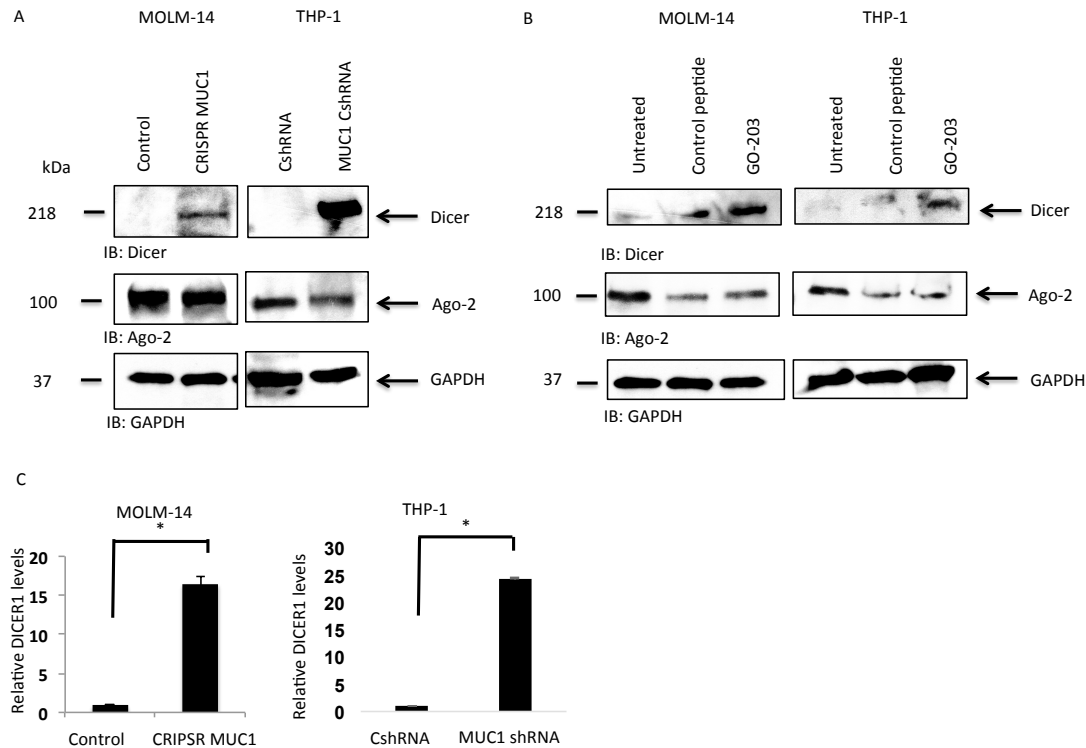 A
MOLM-14
THP-1
Control
CRISPR MUC1
CshRNA
MUC1 CshRNA
kDa
218
Dicer
IB: Dicer
100
Ago-2
IB: Ago-2
37
GAPDH
IB: GAPDH
B
MOLM-14
THP-1
Untreated
Control peptide
GO-203
Untreated
Control peptide
GO-203
218
Dicer
IB: Dicer
100
Ago-2
IB: Ago-2
37
GAPDH
IB: GAPDH
C
MOLM-14
*
Relative DICER1 levels
20
15
10
5
0
Control
CRIPSR MUC1
THP-1
*
Relative DICER1 levels
30
25
20
15
10
5
0
CshRNA
MUC1 shRNA